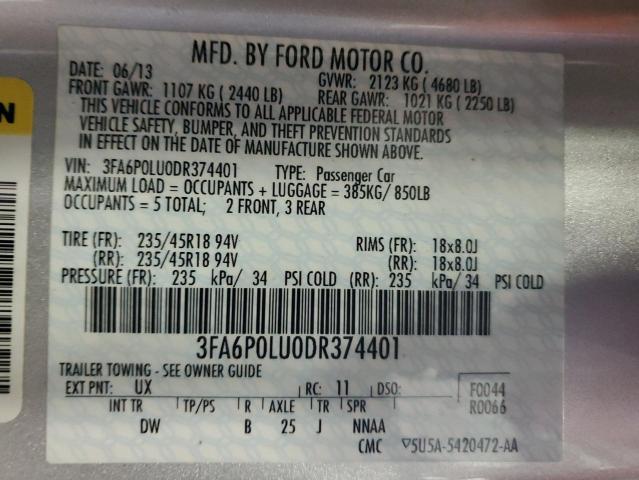 MFD. BY FORD MOTOR CO.
DATE: 06/13 GVWR: 2123 KG ( 4680 LB)
FRONT GAWR: 1107 KG ( 2440 LB) REAR GAWR: 1021 KG ( 2250 LB)
THIS VEHICLE CONFORMS TO ALL APPLICABLE FEDERAL MOTOR
VEHICLE SAFETY, BUMPER, AND THEFT PREVENTION STANDARDS
IN EFFECT ON THE DATE OF MANUFACTURE SHOWN ABOVE.
VIN: 3FA6P0LU0DR374401 TYPE: Passenger Car
MAXIMUM LOAD = OCCUPANTS + LUGGAGE = 385KG/ 850LB
OCCUPANTS = 5 TOTAL; 2 FRONT, 3 REAR
TIRE (FR): 235/45R18 94V RIMS (FR): 18x8.0J
(RR): 235/45R18 94V (RR): 18x8.0J
PRESSURE (FR): 235 kPa/ 34 PSI COLD (RR): 235 kPa/ 34 PSI COLD
3FA6P0LU0DR374401
TRAILER TOWING - SEE OWNER GUIDE
EXT PNT: UX RC: 11 DSO: F0044
R0066
INT TR TP/PS R AXLE TR SPR
DW B 25 J NNAA
CMC ▽5U5A-5420472-AA
N